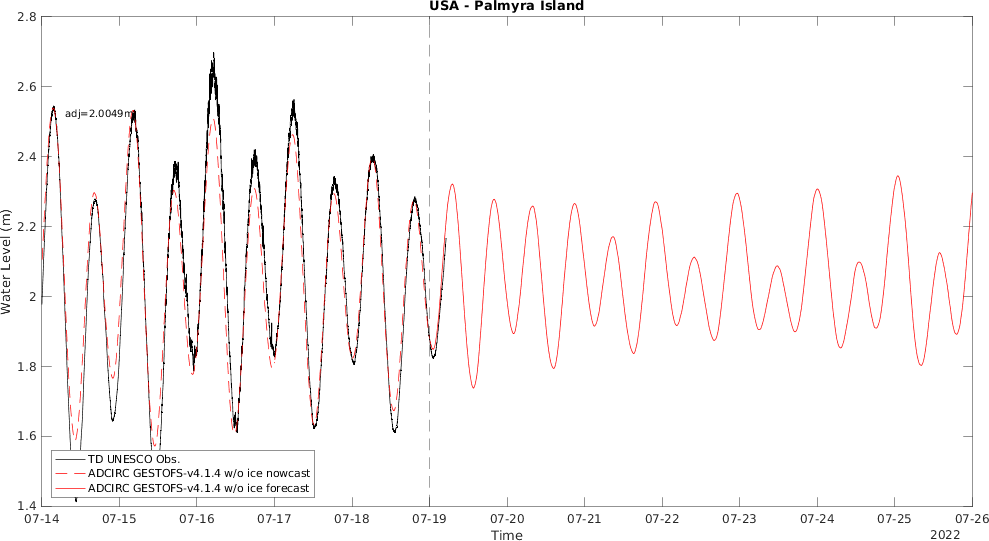 USA - Palmyra Island
2.8
2.6
2.4
2.2
2
1.8
1.6
1.4
Water Level (m)
adj=2.0049m
TD UNESCO Obs.
ADCIRC GESTOFS-v4.1.4 w/o ice nowcast
ADCIRC GESTOFS-v4.1.4 w/o ice forecast
07-14 07-15 07-16 07-17 07-18 07-19 07-20 07-21 07-22 07-23 07-24 07-25 07-26
Time
2022